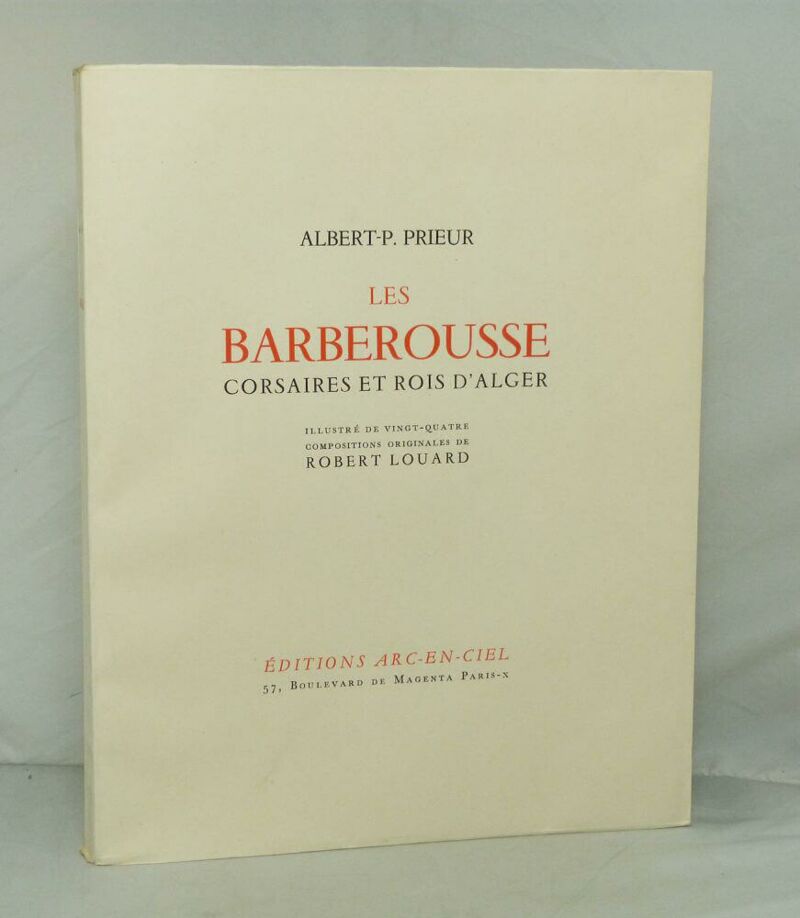 ALBERT-P. PRIEUR
LES
BARBEROUSSE
CORSAIRES ET ROIS D'ALGER
ILLUSTRÉ DE VINGT-QUATRE
COMPOSITIONS ORIGINALES DE
ROBERT LOUARD
ÉDITIONS ARC-EN-CIEL
57, BOULEVARD DE MAGENTA PARIS-X